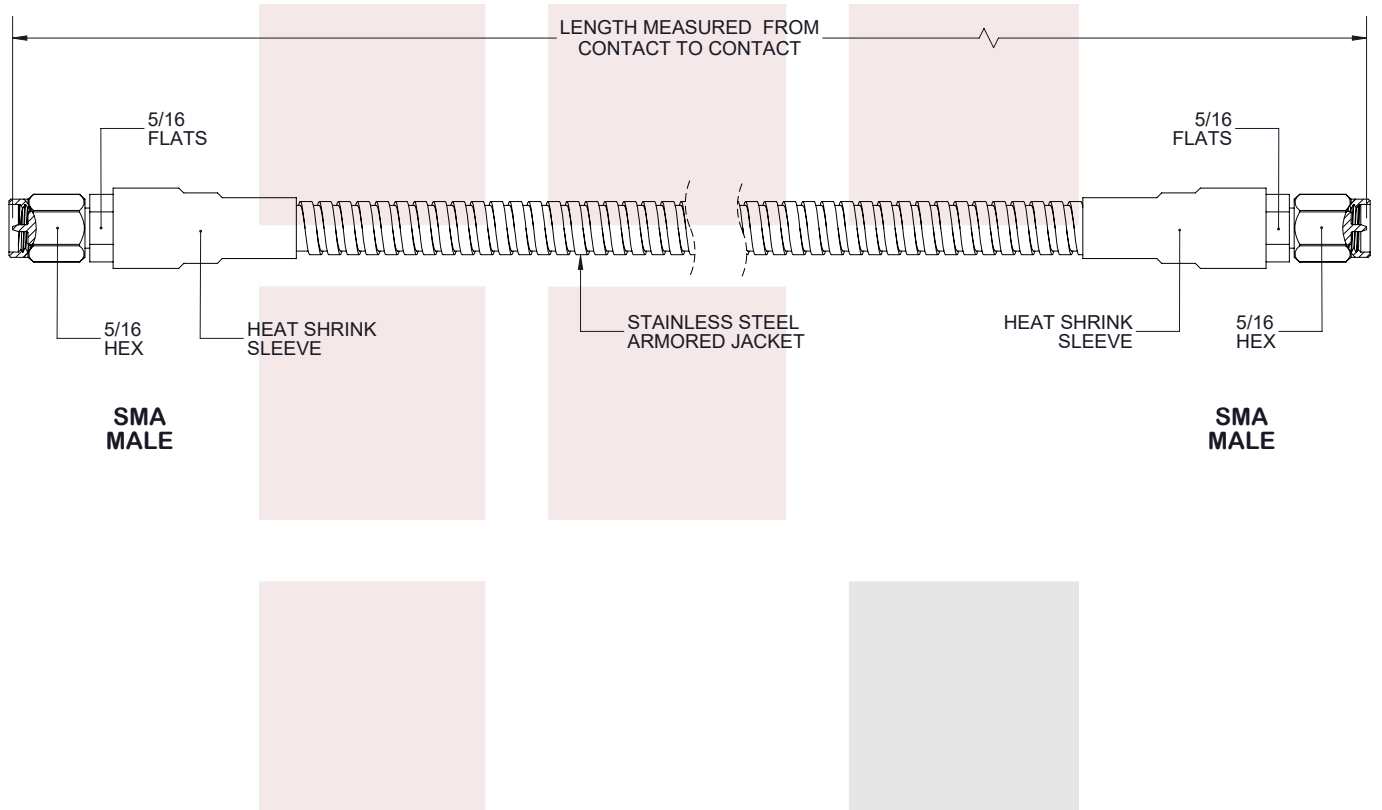 LENGTH MEASURED FROM
CONTACT TO CONTACT
5/16
FLATS
5/16
FLATS
5/16
HEX
HEAT SHRINK
SLEEVE
STAINLESS STEEL
ARMORED JACKET
HEAT SHRINK
SLEEVE
5/16
HEX
SMA
MALE
SMA
MALE